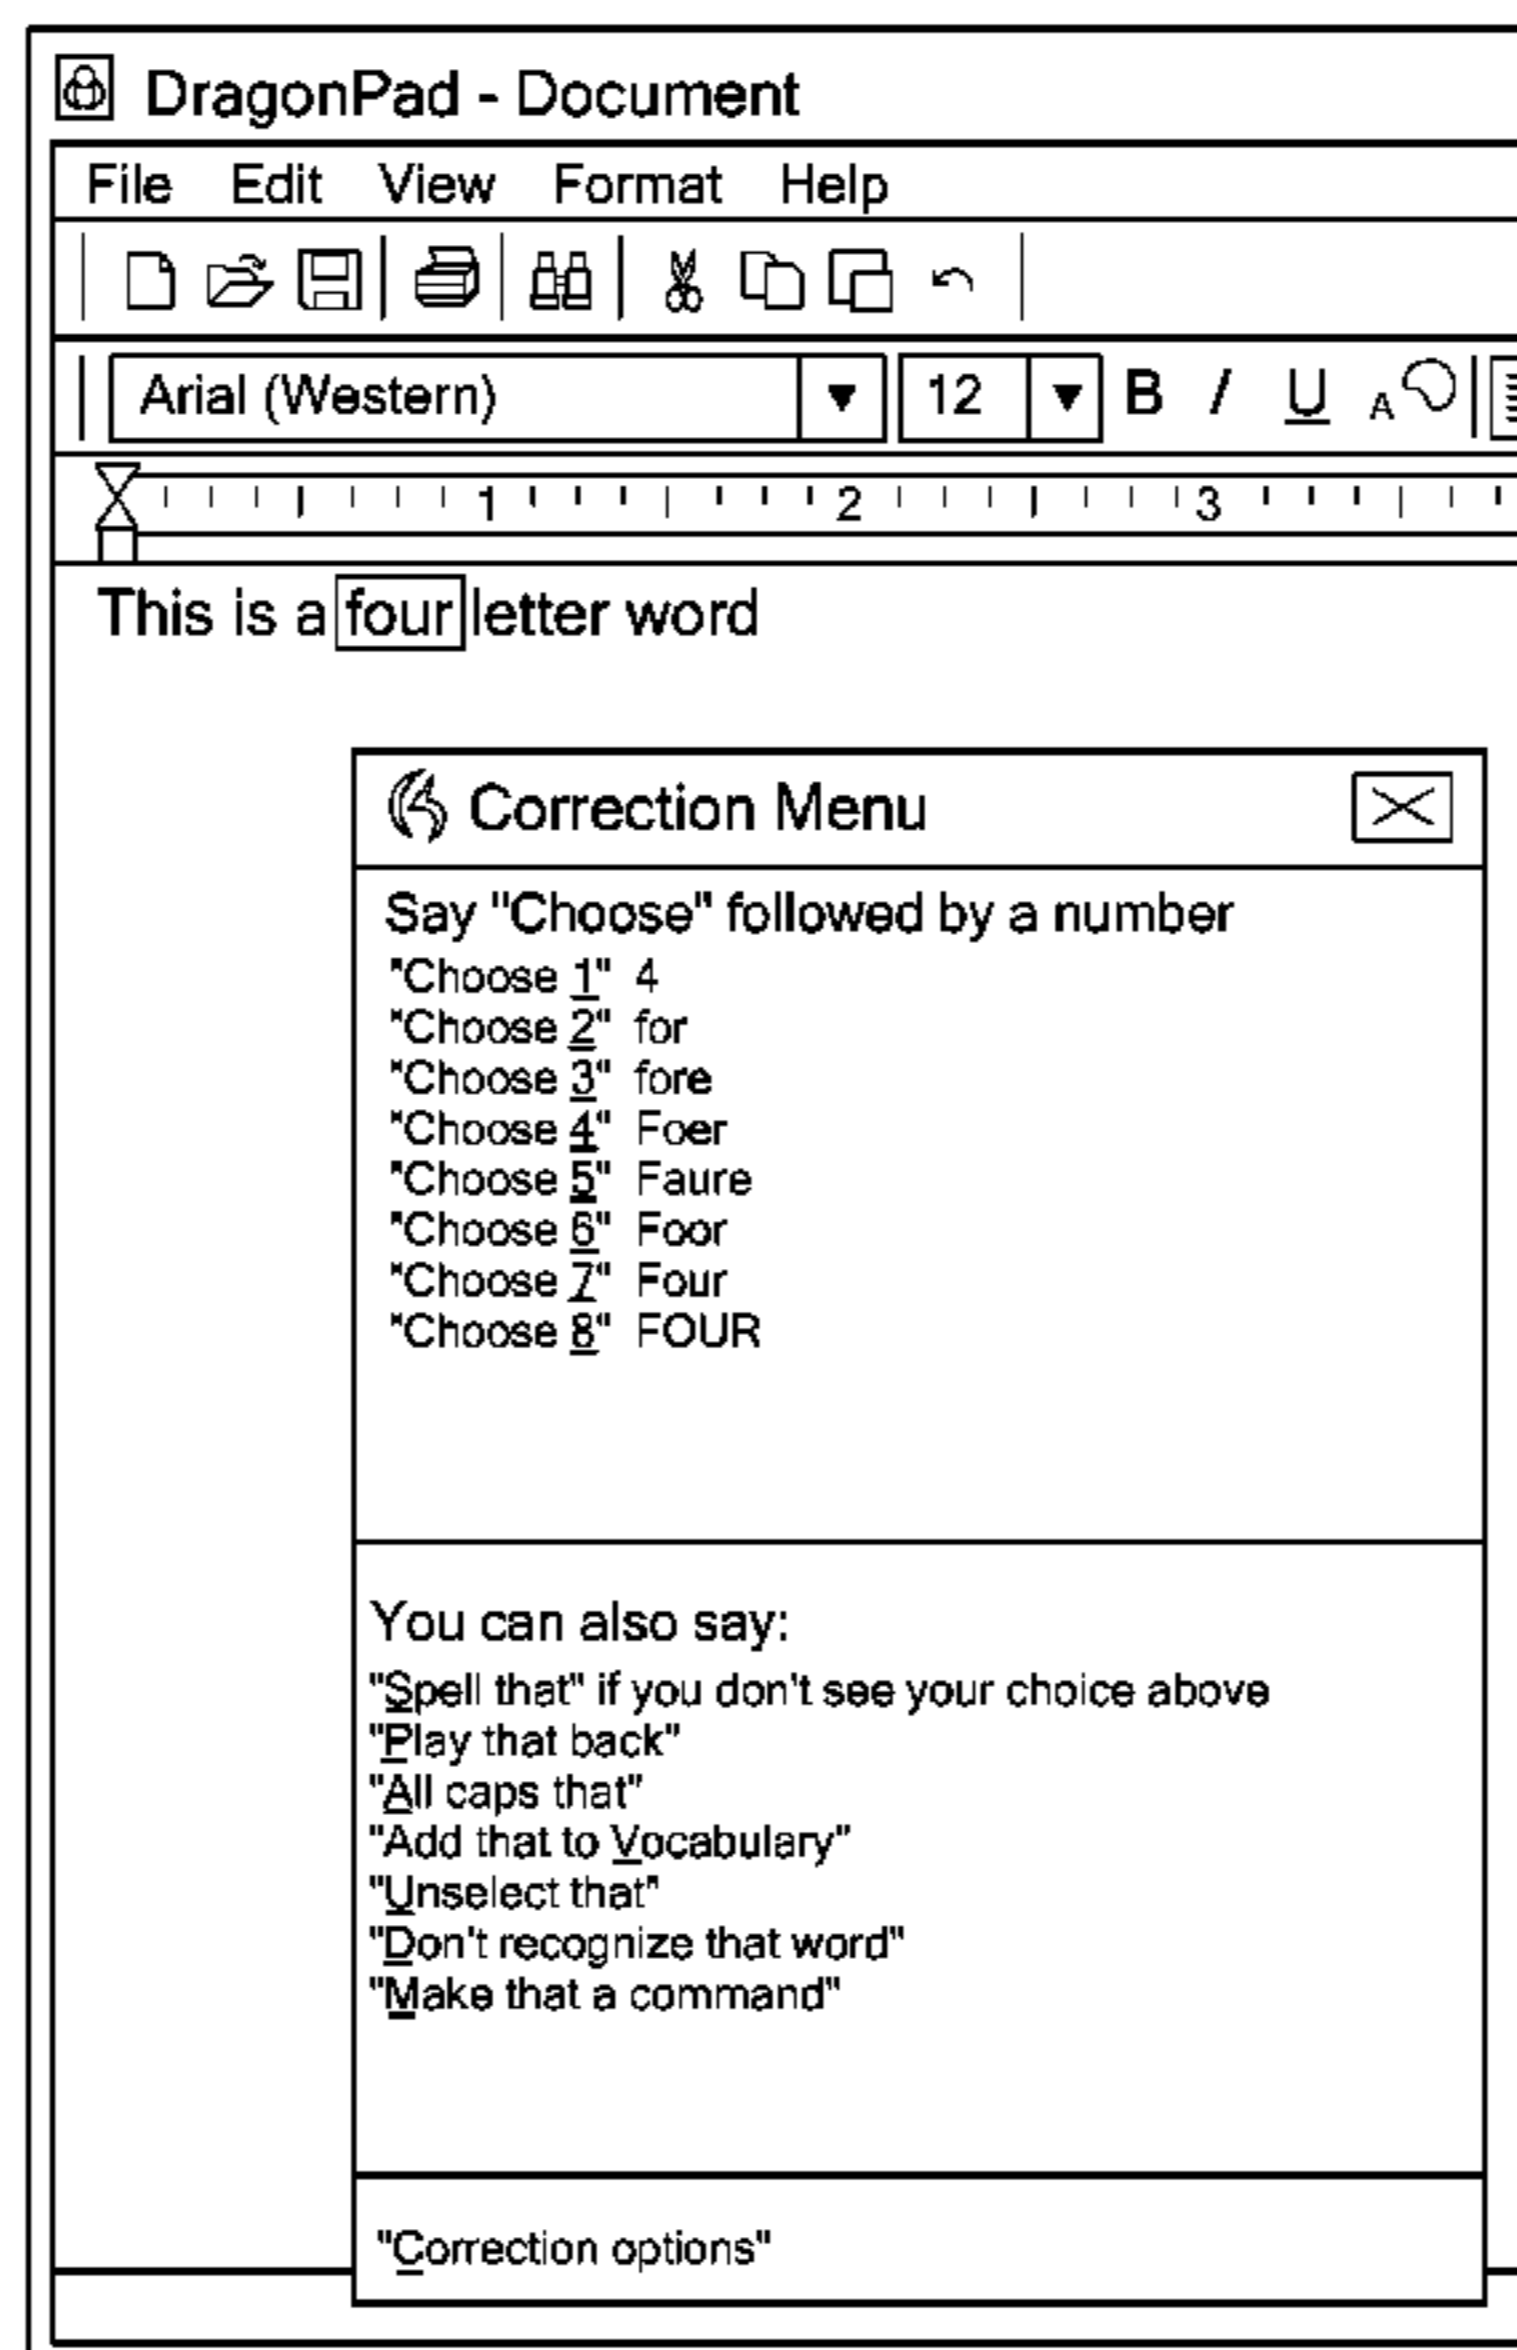 DragonPad - Document
File Edit View Format Help
Arial (Western) 12 B I U A
1 2 3
This is a four letter word
Correction Menu
Say "Choose" followed by a number
"Choose 1" 4
"Choose 2" for
"Choose 3" fore
"Choose 4" Foer
"Choose 5" Faure
"Choose 6" Foor
"Choose 7" Four
"Choose 8" FOUR
You can also say:
"Spell that" if you don't see your choice above
"Play that back"
"All caps that"
"Add that to Vocabulary"
"Unselect that"
"Don't recognize that word"
"Make that a command"
"Correction options"